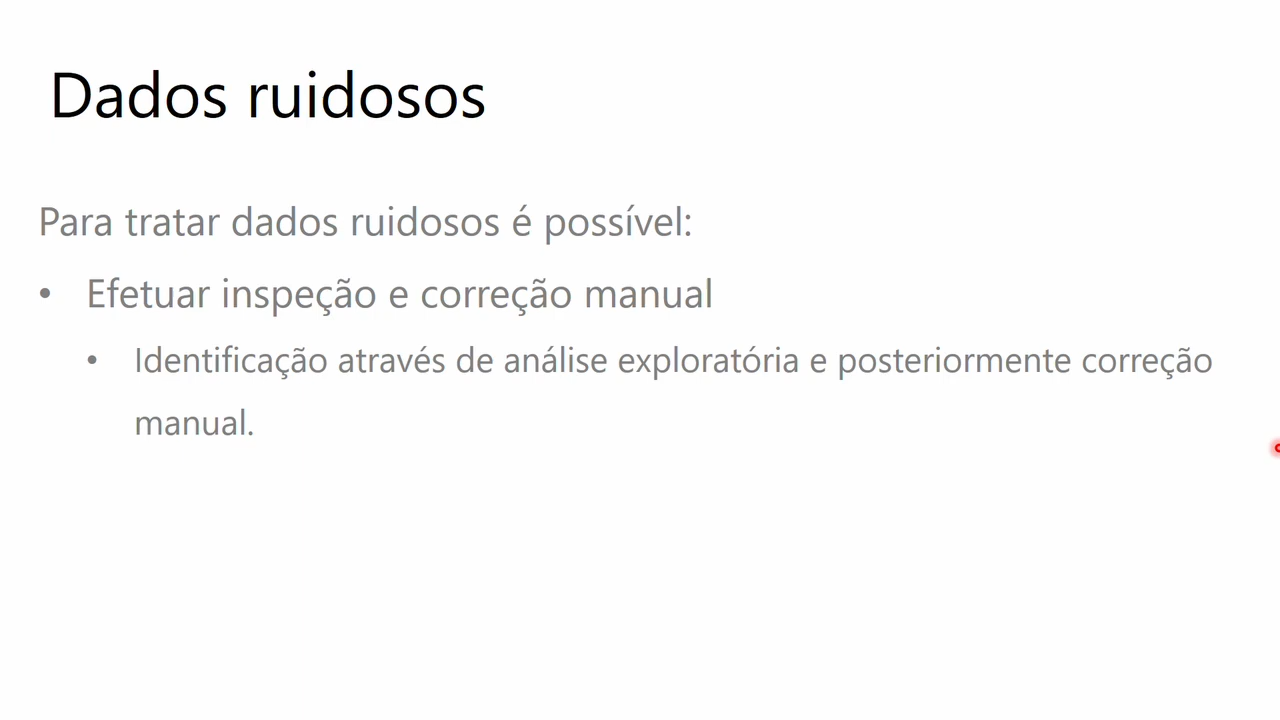 Dados ruidosos
Para tratar dados ruidosos é possível:
• Efetuar inspeção e correção manual
• Identificação através de análise exploratória e posteriormente correção
manual.